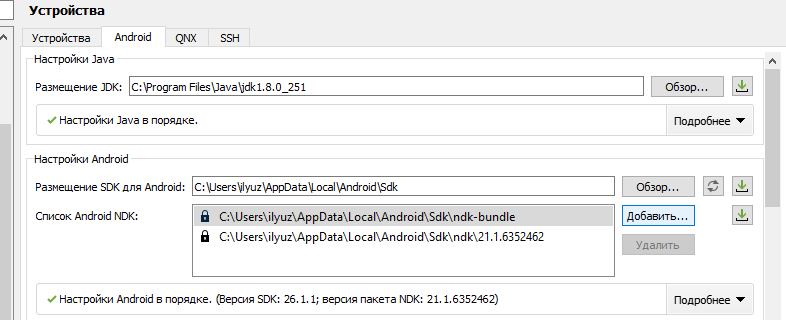 Устройства
Устройства Android QNX SSH
Настройки Java
Размещение JDK: C:\Program Files\Java\jdk1.8.0_251 Обзор...
Настройки Java в порядке. Подробнее
Настройки Android
Размещение SDK для Android: C:\Users\ilyuz\AppData\Local\Android\Sdk Обзор...
Список Android NDK: C:\Users\ilyuz\AppData\Local\Android\Sdk\ndk-bundle Добавить...
C:\Users\ilyuz\AppData\Local\Android\Sdk\ndk\21.1.6352462
Удалить
Настройки Android в порядке. (Версия SDK: 26.1.1; версия пакета NDK: 21.1.6352462) Подробнее